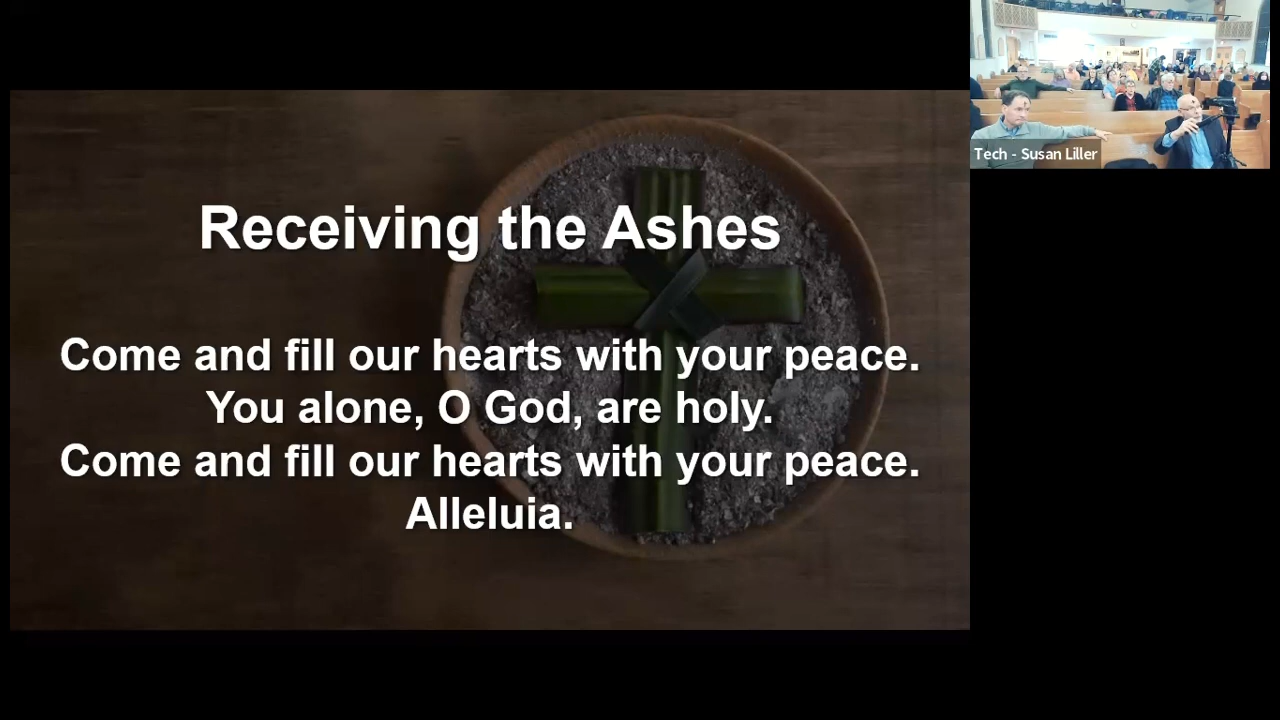 Receiving the Ashes
Come and fill our hearts with your peace.
You alone, O God, are holy.
Come and fill our hearts with your peace.
Alleluia.
Tech - Susan Liller